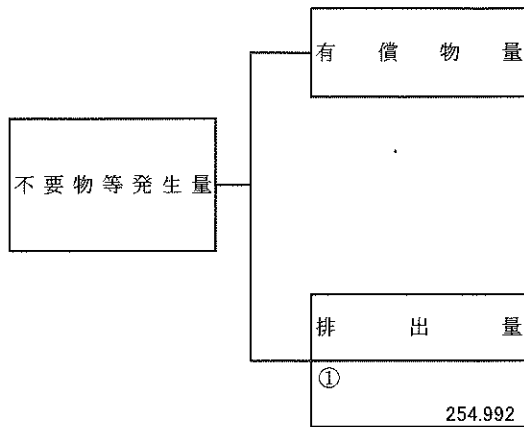 有償物量
不要物等発生量
排出量
①
254.992